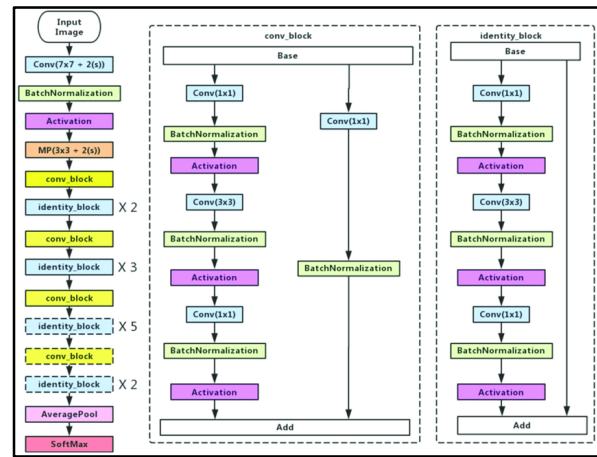 Input
Image
Conv(7x7 + 2(s))
BatchNormalization
Activation
MP(3x3 + 2(s))
conv_block
identity_block X 2
conv_block
identity_block X 3
conv_block
identity_block X 5
conv_block
identity_block X 2
AveragePool
SoftMax
conv_block
Base
Conv(1x1)
BatchNormalization
Activation
Conv(3x3)
BatchNormalization
Activation
Conv(1x1)
BatchNormalization
Activation
Conv(1x1)
BatchNormalization
Add
identity_block
Base
Conv(1x1)
BatchNormalization
Activation
Conv(3x3)
BatchNormalization
Activation
Conv(1x1)
BatchNormalization
Activation
Add